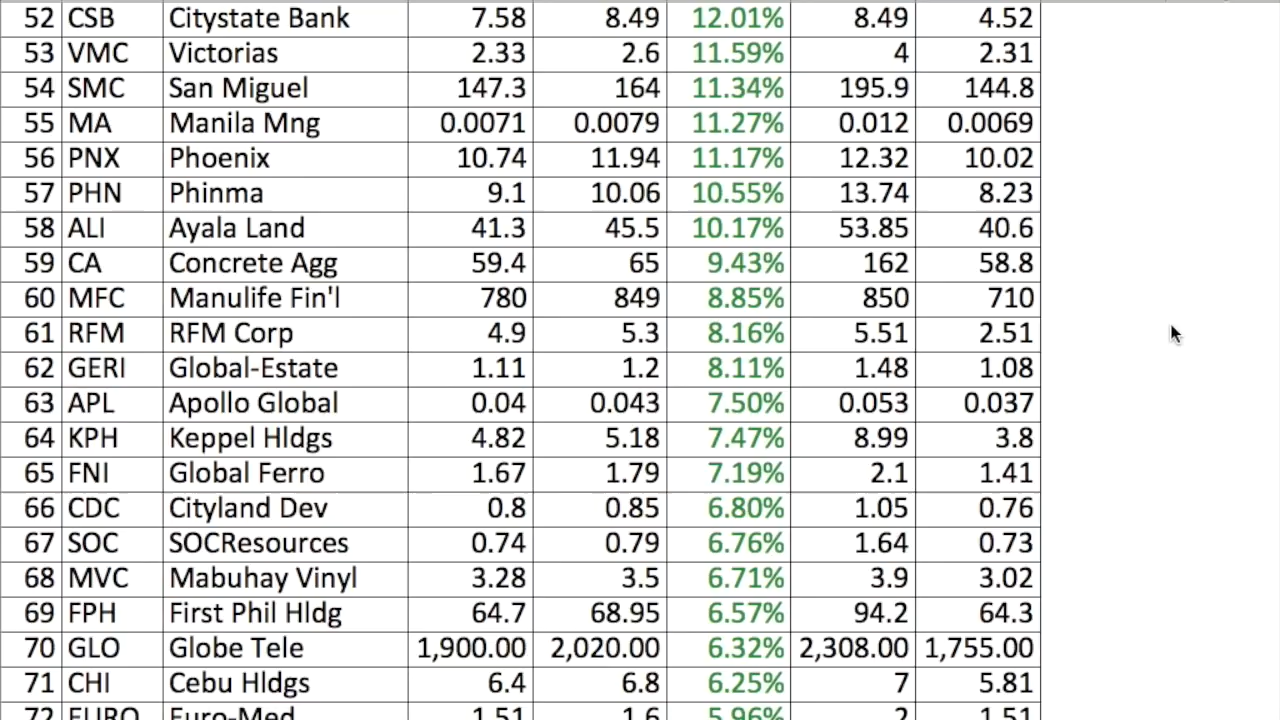 52 CSB Citystate Bank 7.58 8.49 12.01% 8.49 4.52
53 VMC Victorias 2.33 2.6 11.59% 4 2.31
54 SMC San Miguel 147.3 164 11.34% 195.9 144.8
55 MA Manila Mng 0.0071 0.0079 11.27% 0.012 0.0069
56 PNX Phoenix 10.74 11.94 11.17% 12.32 10.02
57 PHN Phinma 9.1 10.06 10.55% 13.74 8.23
58 ALI Ayala Land 41.3 45.5 10.17% 53.85 40.6
59 CA Concrete Agg 59.4 65 9.43% 162 58.8
60 MFC Manulife Fin'l 780 849 8.85% 850 710
61 RFM RFM Corp 4.9 5.3 8.16% 5.51 2.51
62 GERI Global-Estate 1.11 1.2 8.11% 1.48 1.08
63 APL Apollo Global 0.04 0.043 7.50% 0.053 0.037
64 KPH Keppel Hldgs 4.82 5.18 7.47% 8.99 3.8
65 FNI Global Ferro 1.67 1.79 7.19% 2.1 1.41
66 CDC Cityland Dev 0.8 0.85 6.80% 1.05 0.76
67 SOC SOCResources 0.74 0.79 6.76% 1.64 0.73
68 MVC Mabuhay Vinyl 3.28 3.5 6.71% 3.9 3.02
69 FPH First Phil Hldg 64.7 68.95 6.57% 94.2 64.3
70 GLO Globe Tele 1,900.00 2,020.00 6.32% 2,308.00 1,755.00
71 CHI Cebu Hldgs 6.4 6.8 6.25% 7 5.81
72 EURO Euro-Med 1.51 1.6 5.96% 2 1.51